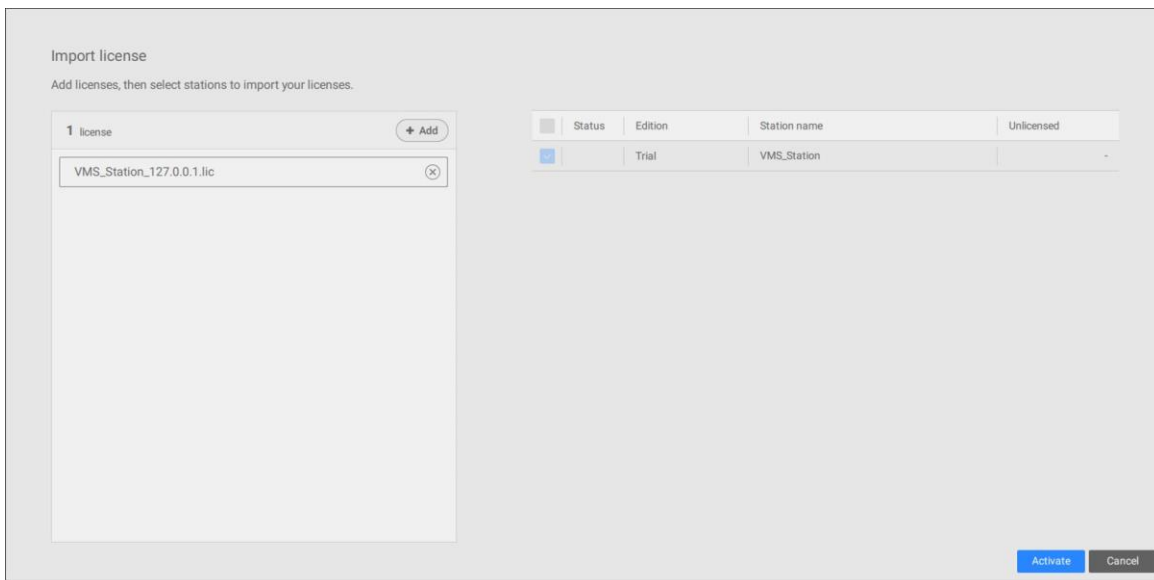 Import license
Add licenses, then select stations to import your licenses.
1 license
+ Add
VMS_Station_127.0.0.1.lic
Status Edition Station name Unlicensed
Trial VMS_Station -
Activate Cancel